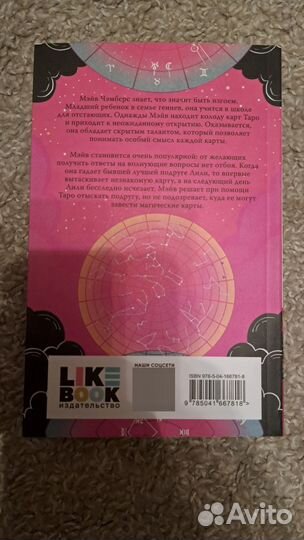 Мэйв Чамберс знает, что значит быть изгоем.
Младший ребенок в семье гениев, она учится в школе
для отстающих. Однажды Мэйв находит колоду карт Таро
и приходит к неожиданному открытию. Оказывается,
она обладает скрытым талантом, который позволяет
понимать особый смысл каждой карты.
Мэйв становится очень популярной: от желающих
получить ответы на волнующие вопросы нет отбоя. Когда
она гадает бывшей лучшей подруге Лили, то впервые
вытаскивает незнакомую карту, а на следующий день
Лили бесследно исчезает. Мэйв решает при помощи
Таро отыскать подругу, но не подозревает, куда ее могут
завести магические карты.
LIKE
BOOK
издательство
НАШИ СОЦСЕТИ
ISBN 978-5-04-166781-8
9 785041 667818 >
Avito